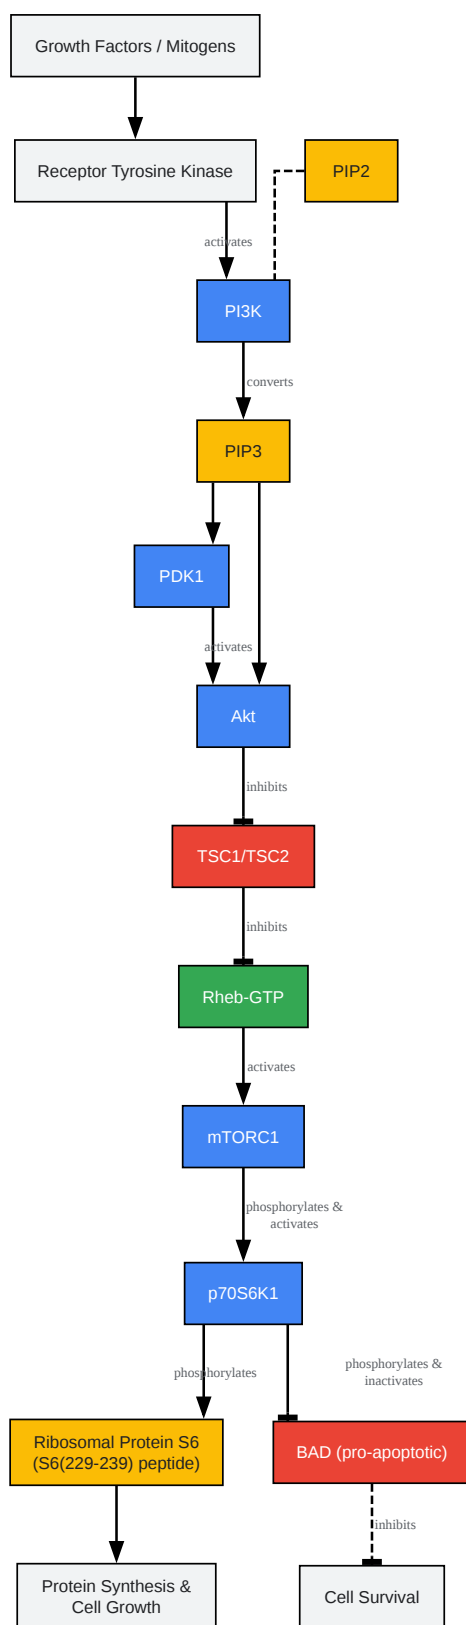 Growth Factors / Mitogens
Receptor Tyrosine Kinase
PIP2
activates
PI3K
converts
PIP3
PDK1
activates
Akt
inhibits
TSC1/TSC2
inhibits
Rheb-GTP
activates
mTORC1
phosphorylates &
activates
p70S6K1
phosphorylates
phosphorylates &
inactivates
Ribosomal Protein S6
(S6(229-239) peptide)
BAD (pro-apoptotic)
inhibits
Protein Synthesis &
Cell Growth
Cell Survival